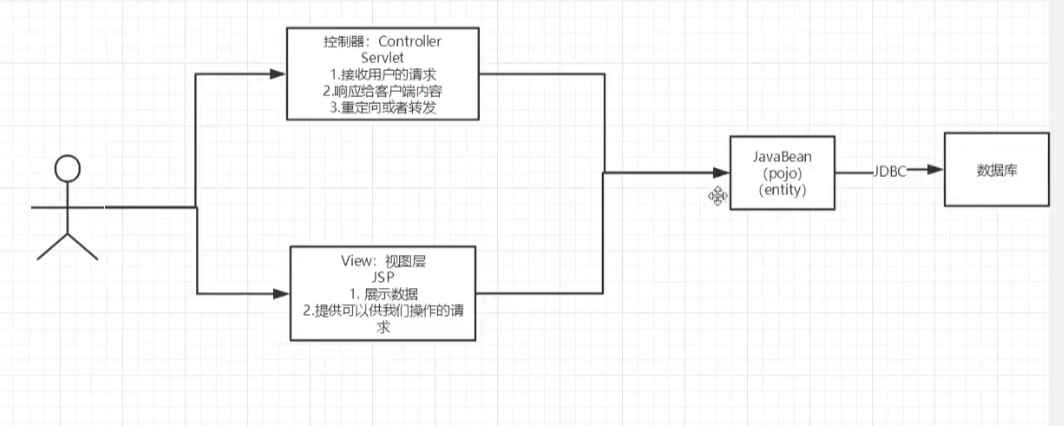 控制器：Controller
Servlet
1.接收用户的请求
2.响应给客户端内容
3.重定向或者转发
View：视图层
JSP
1. 展示数据
2.提供可以供我们操作的请
求
JavaBean
（pojo）
（entity）
JDBC
数据库